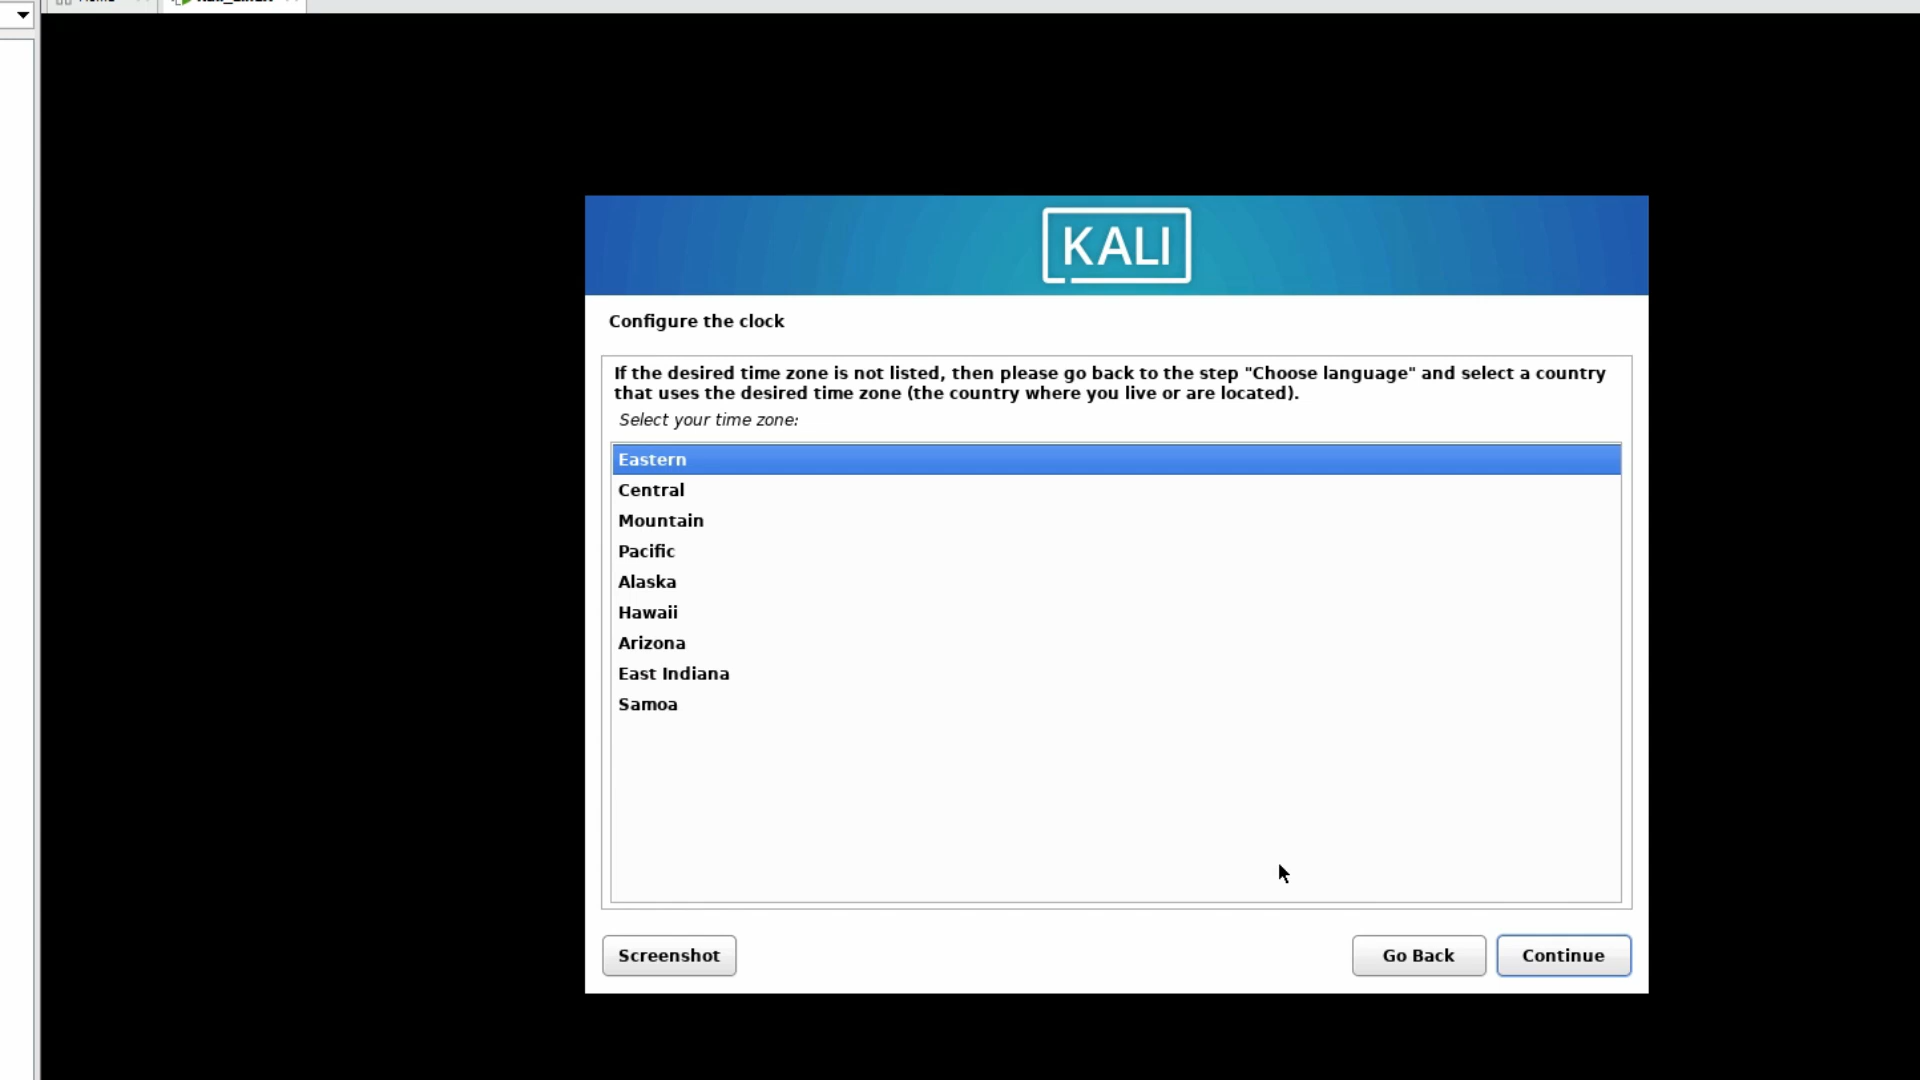 Home
KALI
Configure the clock
If the desired time zone is not listed, then please go back to the step "Choose language" and select a country
that uses the desired time zone (the country where you live or are located).
Select your time zone:
Eastern
Central
Mountain
Pacific
Alaska
Hawaii
Arizona
East Indiana
Samoa
Screenshot
Go Back
Continue